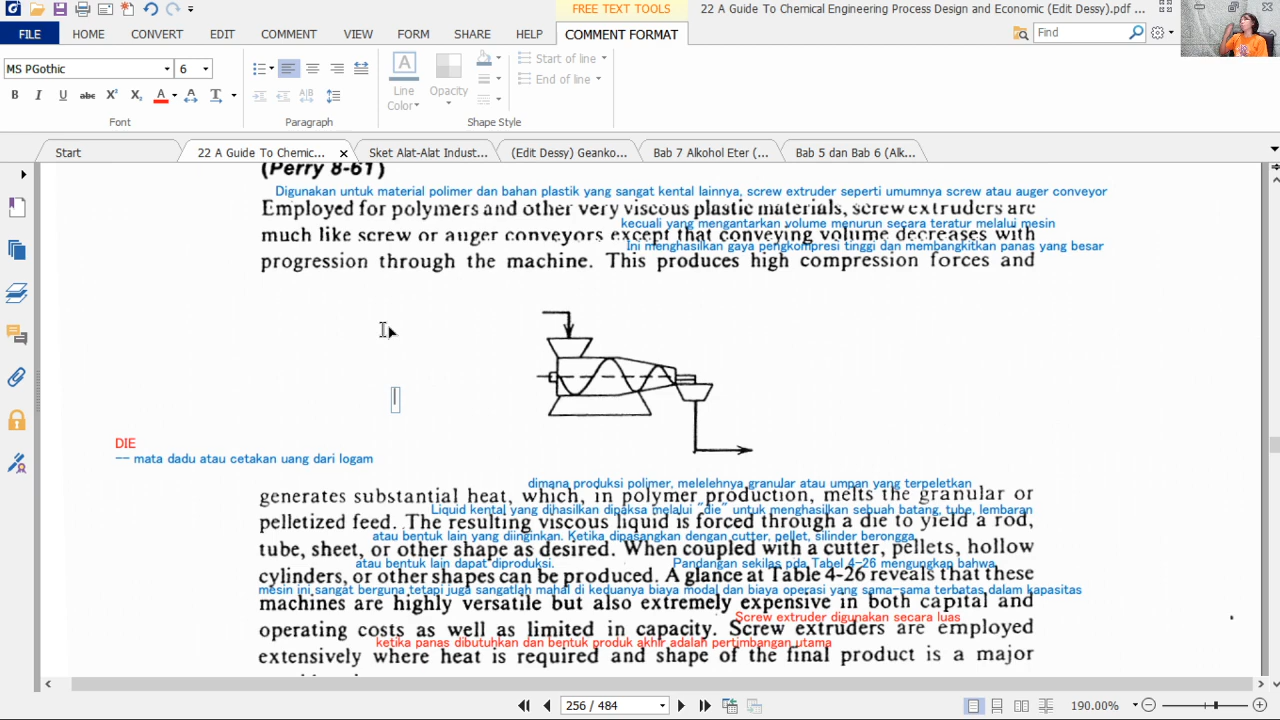 FREE TEXT TOOLS
22 A Guide To Chemical Engineering Process Design and Economic (Edit Dessy).pdf ...
FILE HOME CONVERT EDIT COMMENT VIEW FORM SHARE HELP COMMENT FORMAT
Find
MS PGothic 6
B I U abc X² X₂ A A T
Line Color
Opacity
Start of line
End of line
Font Paragraph Shape Style
Start
22 A Guide To Chemic...
Sket Alat-Alat Indust...
(Edit Dessy) Geanko...
Bab 7 Alkohol Eter (...
Bab 5 dan Bab 6 (Alk...
(Perry 8-61)
Digunakan untuk material polimer dan bahan plastik yang sangat kental lainnya, screw extruder seperti umumnya screw atau auger conveyor
Employed for polymers and other very viscous plastic materials, screw extruders are
kecuali yang mengantarkan volume menurun secara teratur melalui mesin
much like screw or auger conveyors except that conveying volume decreases with
Ini menghasilkan gaya pengkompresi tinggi dan membangkitkan panas yang besar
progression through the machine. This produces high compression forces and
DIE
-- mata dadu atau cetakan uang dari logam
dimana produksi polimer, melelehnya granular atau umpan yang terpeletkan
generates substantial heat, which, in polymer production, melts the granular or
Liquid kental yang dihasilkan dipaksa melalui "die" untuk menghasilkan sebuah batang, tube, lembaran
pelletized feed. The resulting viscous liquid is forced through a die to yield a rod,
atau bentuk lain yang diinginkan. Ketika dipasangkan dengan cutter, pellet, silinder berongga,
tube, sheet, or other shape as desired. When coupled with a cutter, pellets, hollow
atau bentuk lain dapat diproduksi. Pandangan sekilas pda Tabel 4-26 mengungkap bahwa
cylinders, or other shapes can be produced. A glance at Table 4-26 reveals that these
mesin ini sangat berguna tetapi juga sangatlah mahal di keduanya biaya modal dan biaya operasi yang sama-sama terbatas dalam kapasitas
machines are highly versatile but also extremely expensive in both capital and
Screw extruder digunakan secara luas
operating costs as well as limited in capacity. Screw extruders are employed
ketika panas dibutuhkan dan bentuk produk akhir adalah pertimbangan utama
extensively where heat is required and shape of the final product is a major
256 / 484
190.00%